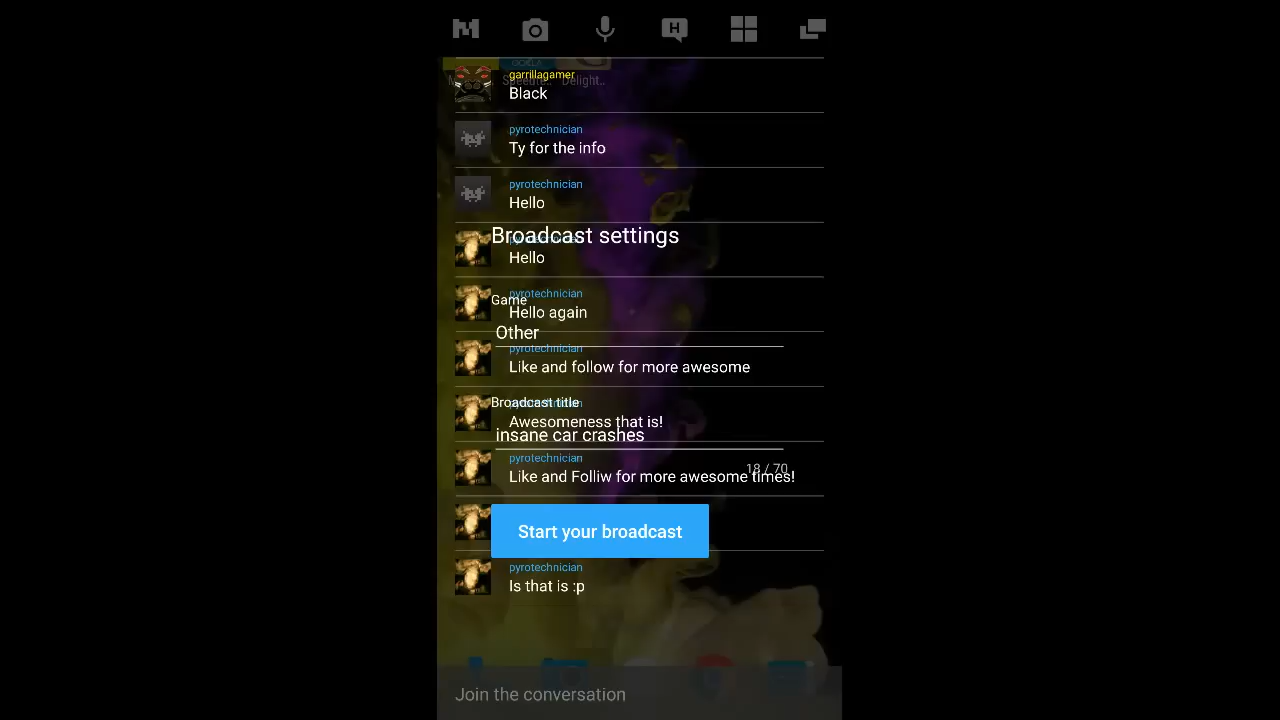 garrillagamer
Black
Delight..
pyrotechnician
Ty for the info
pyrotechnician
Hello
Broadcast settings
Hello
pyrotechnician
Game
Hello again
Other
pyrotechnician
Like and follow for more awesome
Broadcast title
Awesomeness that is!
insane car crashes
pyrotechnician
18 / 70
Like and Folliw for more awesome times!
Start your broadcast
pyrotechnician
Is that is :p
Join the conversation